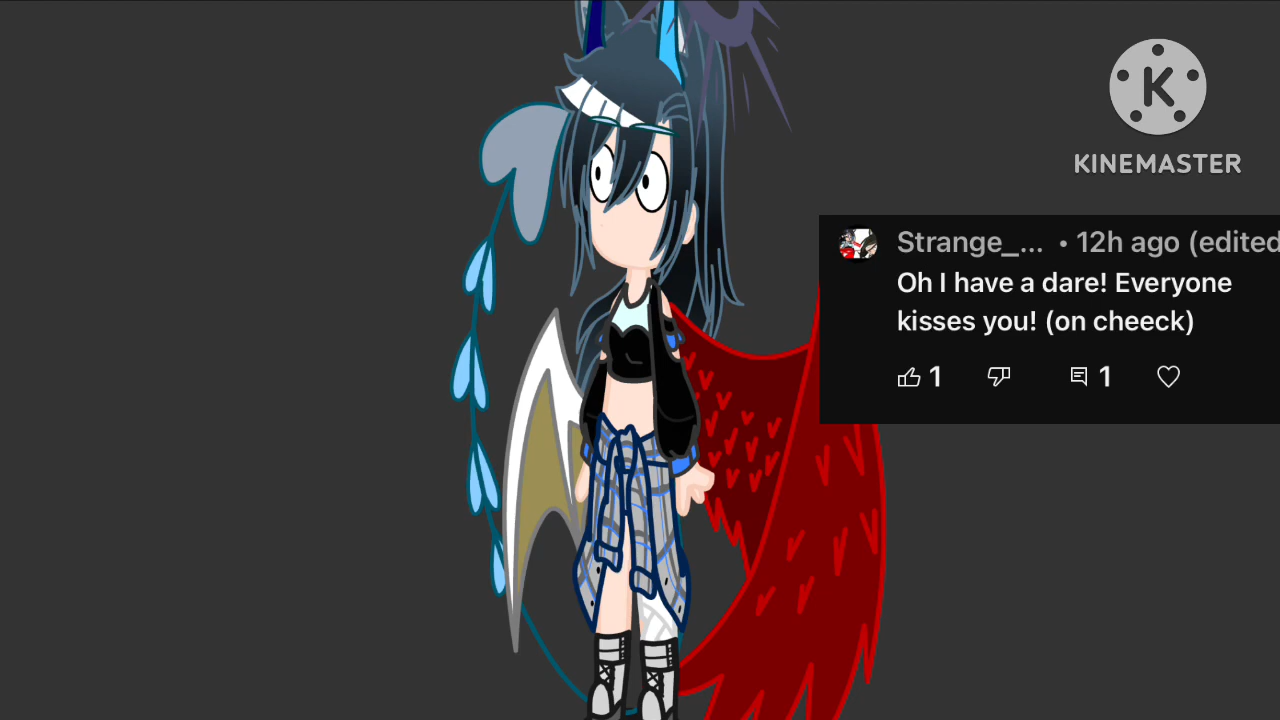 K
KINEMASTER
Strange_... • 12h ago (edited
Oh I have a dare! Everyone
kisses you! (on cheeck)
1 1